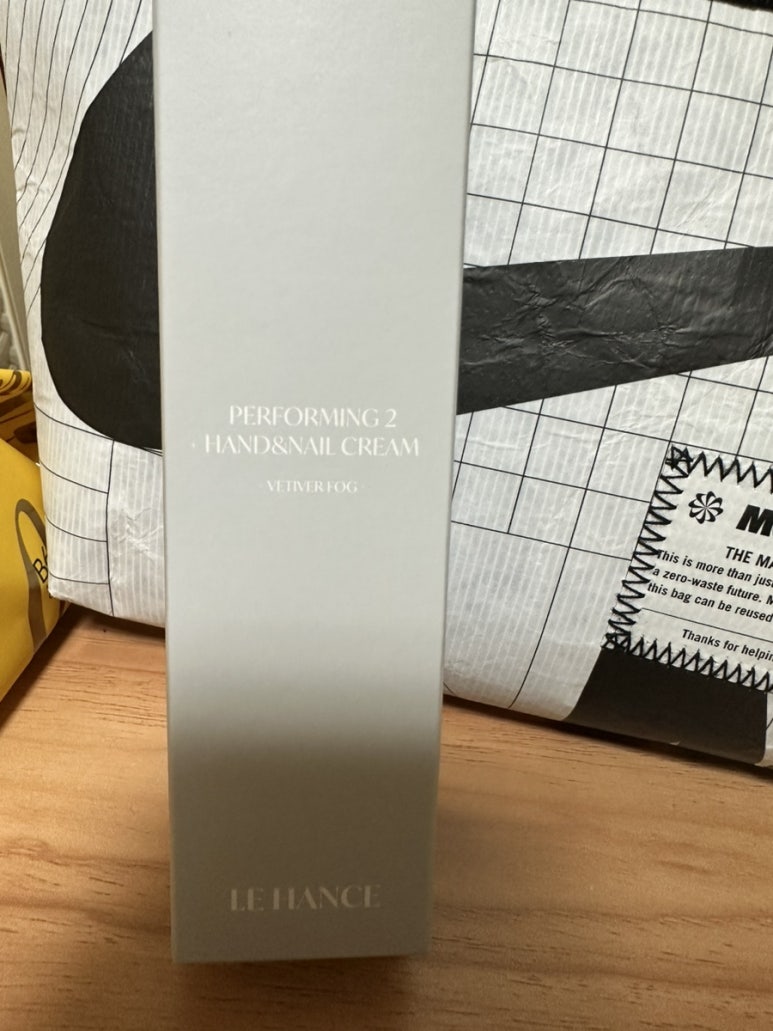 PERFORMING 2
HAND&NAIL CREAM
VETIVER FOG
LE HANCE
THE MA
This is more than jus
a zero-waste future. M
this bag can be reused
Thanks for helpin